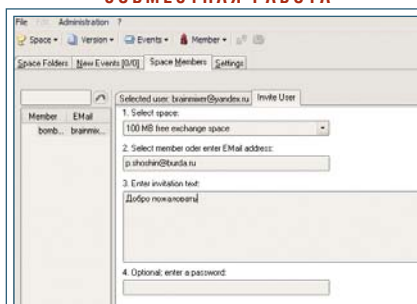 СОВМЕСТНАЯ РАБОТА
File Edit Administration ?
Space Version Events Member
Space Folders New Events [0/0] Space Members Settings
Selected user: brainmixer@yandex.ru Invite User
Member EMail
bomb... brainmix...
1. Select space:
100 MB free exchange space
2. Select member oder enter EMail address:
p.shoshin@burda.ru
3. Enter invitation text:
Добро пожаловать
4. Optional: enter a password: